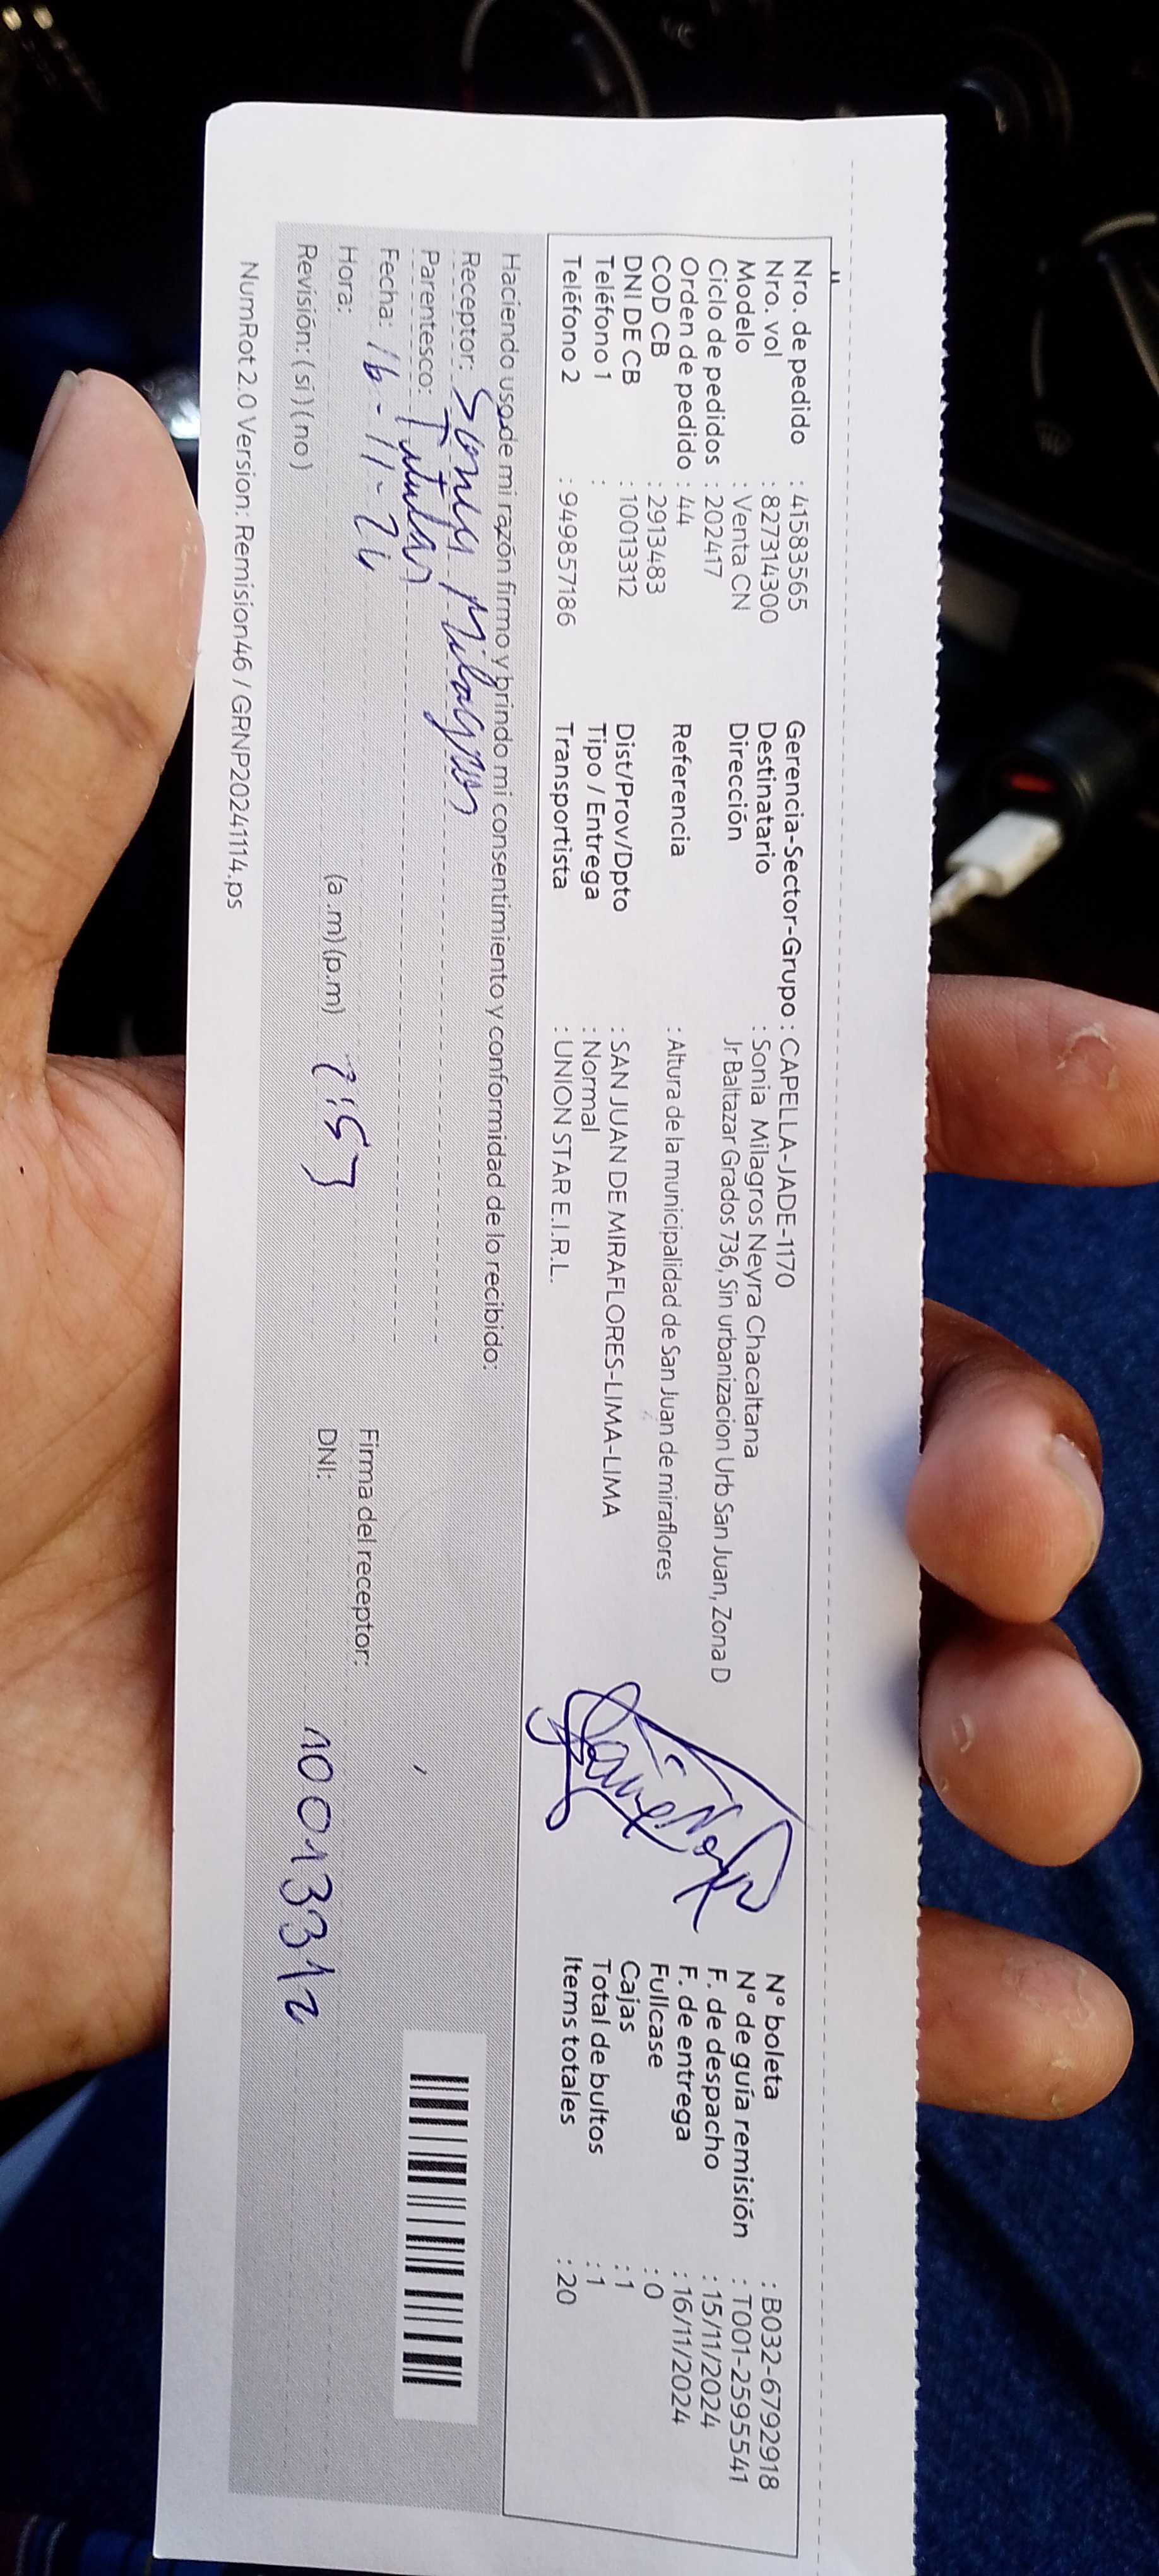 Nro. de pedido : 41583565
Nro. vol : 827314300
Modelo : Venta CN
Ciclo de pedidos : 202417
Orden de pedido : 44
COD CB : 2913483
DNI DE CB : 10013312
Teléfono 1 :
Teléfono 2 : 949857186
Gerencia-Sector-Grupo : CAPELLA-JADE-1170
Destinatario : Sonia Milagros Neyra Chacaltana
Dirección Jr Baltazar Grados 736, Sin urbanizacion Urb San Juan, Zona D
Referencia : Altura de la municipalidad de San Juan de miraflores
Dist/Prov/Dpto : SAN JUAN DE MIRAFLORES-LIMA-LIMA
Tipo / Entrega : Normal
Transportista : UNION STAR E.I.R.L.
N° boleta : B032-6792918
N° de guía remisión : T001-2595541
F. de despacho : 15/11/2024
F. de entrega : 16/11/2024
Fullcase : 0
Cajas : 1
Total de bultos : 1
Items totales : 20
Haciendo uso de mi razón firmo y brindo mi consentimiento y conformidad de lo recibido:
Receptor: Milagros
Parentesco: Titular
Fecha: 16-11-24
Hora: (a.m)(p.m)
Revisión: (si) (no)
Firma del receptor:
DNI: 10013312
NumRot 2.0 Version: Remision46 / GRNP20241114.ps